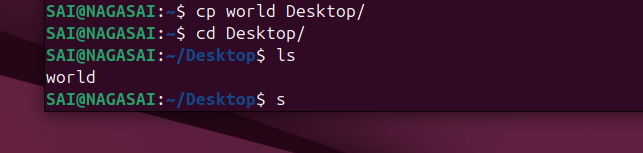 SAI@NAGASAI:~$ cp world Desktop/
SAI@NAGASAI:~$ cd Desktop/
SAI@NAGASAI:~/Desktop$ ls
world
SAI@NAGASAI:~/Desktop$ s